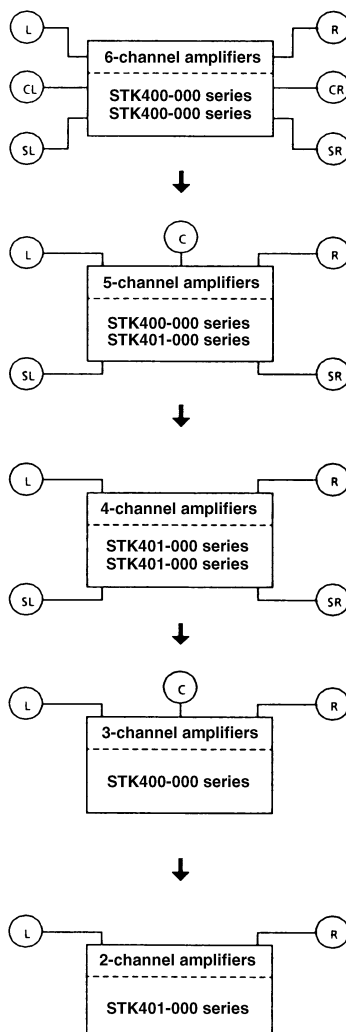 L R
6-channel amplifiers
CL CR
STK400-000 series
STK400-000 series
SL SR
C
L R
5-channel amplifiers
STK400-000 series
STK401-000 series
SL SR
L R
4-channel amplifiers
STK401-000 series
STK401-000 series
SL SR
C
L R
3-channel amplifiers
STK400-000 series
L R
2-channel amplifiers
STK401-000 series